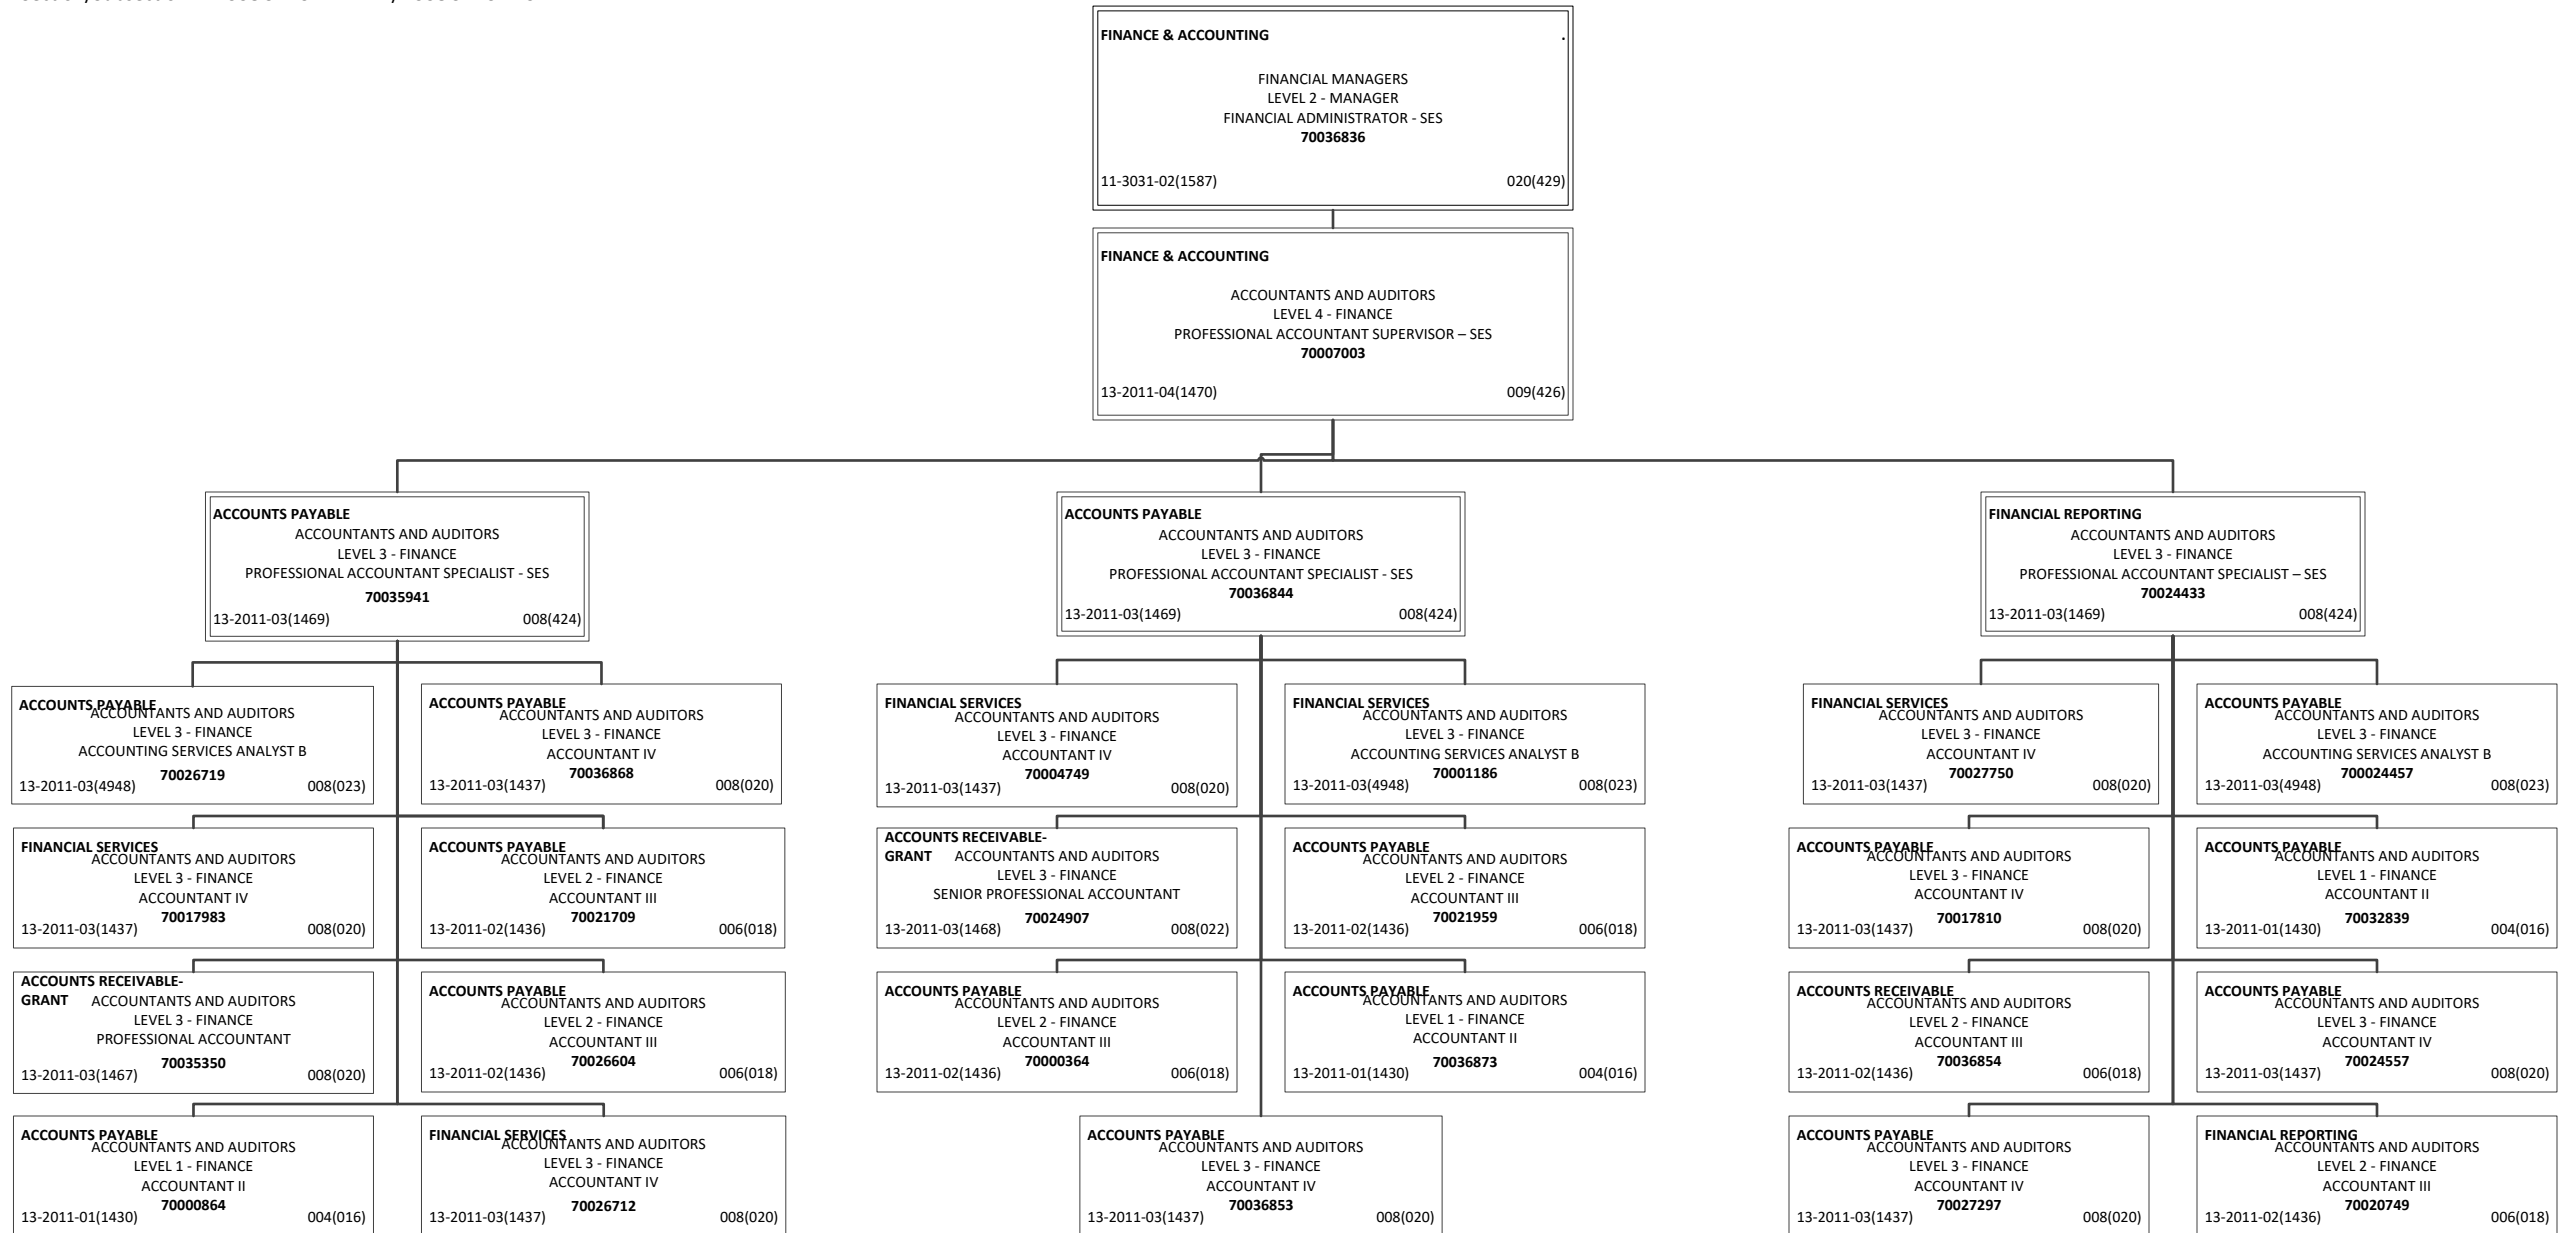 FINANCE & ACCOUNTING .
FINANCIAL MANAGERS
LEVEL 2 - MANAGER
FINANCIAL ADMINISTRATOR - SES
70036836
11-3031-02(1587) 020(429)
FINANCE & ACCOUNTING
ACCOUNTANTS AND AUDITORS
LEVEL 4 - FINANCE
PROFESSIONAL ACCOUNTANT SUPERVISOR – SES
70007003
13-2011-04(1470) 009(426)
ACCOUNTS PAYABLE
ACCOUNTANTS AND AUDITORS
LEVEL 3 - FINANCE
PROFESSIONAL ACCOUNTANT SPECIALIST - SES
70035941
13-2011-03(1469) 008(424)
ACCOUNTS PAYABLE
ACCOUNTANTS AND AUDITORS
LEVEL 3 - FINANCE
PROFESSIONAL ACCOUNTANT SPECIALIST - SES
70036844
13-2011-03(1469) 008(424)
FINANCIAL REPORTING
ACCOUNTANTS AND AUDITORS
LEVEL 3 - FINANCE
PROFESSIONAL ACCOUNTANT SPECIALIST – SES
70024433
13-2011-03(1469) 008(424)
ACCOUNTS PAYABLE
ACCOUNTANTS AND AUDITORS
LEVEL 3 - FINANCE
ACCOUNTING SERVICES ANALYST B
70026719
13-2011-03(4948) 008(023)
ACCOUNTS PAYABLE
ACCOUNTANTS AND AUDITORS
LEVEL 3 - FINANCE
ACCOUNTANT IV
70036868
13-2011-03(1437) 008(020)
FINANCIAL SERVICES
ACCOUNTANTS AND AUDITORS
LEVEL 3 - FINANCE
ACCOUNTANT IV
70004749
13-2011-03(1437) 008(020)
FINANCIAL SERVICES
ACCOUNTANTS AND AUDITORS
LEVEL 3 - FINANCE
ACCOUNTING SERVICES ANALYST B
70001186
13-2011-03(4948) 008(023)
FINANCIAL SERVICES
ACCOUNTANTS AND AUDITORS
LEVEL 3 - FINANCE
ACCOUNTANT IV
70027750
13-2011-03(1437) 008(020)
ACCOUNTS PAYABLE
ACCOUNTANTS AND AUDITORS
LEVEL 3 - FINANCE
ACCOUNTING SERVICES ANALYST B
700024457
13-2011-03(4948) 008(023)
FINANCIAL SERVICES
ACCOUNTANTS AND AUDITORS
LEVEL 3 - FINANCE
ACCOUNTANT IV
70017983
13-2011-03(1437) 008(020)
ACCOUNTS PAYABLE
ACCOUNTANTS AND AUDITORS
LEVEL 2 - FINANCE
ACCOUNTANT III
70021709
13-2011-02(1436) 006(018)
ACCOUNTS RECEIVABLE-
GRANT ACCOUNTANTS AND AUDITORS
LEVEL 3 - FINANCE
SENIOR PROFESSIONAL ACCOUNTANT
70024907
13-2011-03(1468) 008(022)
ACCOUNTS PAYABLE
ACCOUNTANTS AND AUDITORS
LEVEL 2 - FINANCE
ACCOUNTANT III
70021959
13-2011-02(1436) 006(018)
ACCOUNTS PAYABLE
ACCOUNTANTS AND AUDITORS
LEVEL 3 - FINANCE
ACCOUNTANT IV
70017810
13-2011-03(1437) 008(020)
ACCOUNTS PAYABLE
ACCOUNTANTS AND AUDITORS
LEVEL 1 - FINANCE
ACCOUNTANT II
70032839
13-2011-01(1430) 004(016)
ACCOUNTS RECEIVABLE-
GRANT ACCOUNTANTS AND AUDITORS
LEVEL 3 - FINANCE
PROFESSIONAL ACCOUNTANT
70035350
13-2011-03(1467) 008(020)
ACCOUNTS PAYABLE
ACCOUNTANTS AND AUDITORS
LEVEL 2 - FINANCE
ACCOUNTANT III
70026604
13-2011-02(1436) 006(018)
ACCOUNTS PAYABLE
ACCOUNTANTS AND AUDITORS
LEVEL 2 - FINANCE
ACCOUNTANT III
70000364
13-2011-02(1436) 006(018)
ACCOUNTS PAYABLE
ACCOUNTANTS AND AUDITORS
LEVEL 1 - FINANCE
ACCOUNTANT II
70036873
13-2011-01(1430) 004(016)
ACCOUNTS RECEIVABLE
ACCOUNTANTS AND AUDITORS
LEVEL 2 - FINANCE
ACCOUNTANT III
70036854
13-2011-02(1436) 006(018)
ACCOUNTS PAYABLE
ACCOUNTANTS AND AUDITORS
LEVEL 3 - FINANCE
ACCOUNTANT IV
70024557
13-2011-03(1437) 008(020)
ACCOUNTS PAYABLE
ACCOUNTANTS AND AUDITORS
LEVEL 1 - FINANCE
ACCOUNTANT II
70000864
13-2011-01(1430) 004(016)
FINANCIAL SERVICES
ACCOUNTANTS AND AUDITORS
LEVEL 3 - FINANCE
ACCOUNTANT IV
70026712
13-2011-03(1437) 008(020)
ACCOUNTS PAYABLE
ACCOUNTANTS AND AUDITORS
LEVEL 3 - FINANCE
ACCOUNTANT IV
70036853
13-2011-03(1437) 008(020)
ACCOUNTS PAYABLE
ACCOUNTANTS AND AUDITORS
LEVEL 3 - FINANCE
ACCOUNTANT IV
70027297
13-2011-03(1437) 008(020)
FINANCIAL REPORTING
ACCOUNTANTS AND AUDITORS
LEVEL 2 - FINANCE
ACCOUNTANT III
70020749
13-2011-02(1436) 006(018)